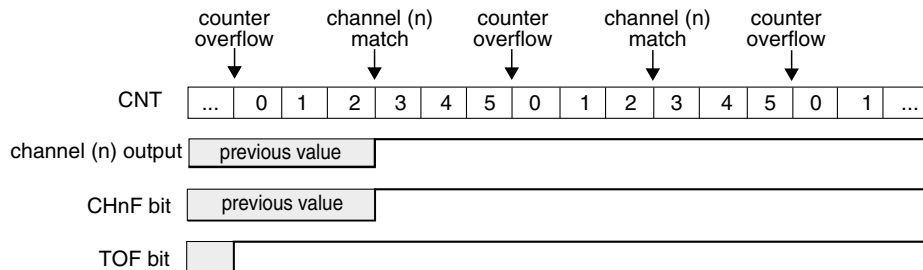 counter overflow
channel (n) match
counter overflow
channel (n) match
counter overflow
CNT ... 0 1 2 3 4 5 0 1 2 3 4 5 0 1 ...
channel (n) output previous value
CHnF bit previous value
TOF bit